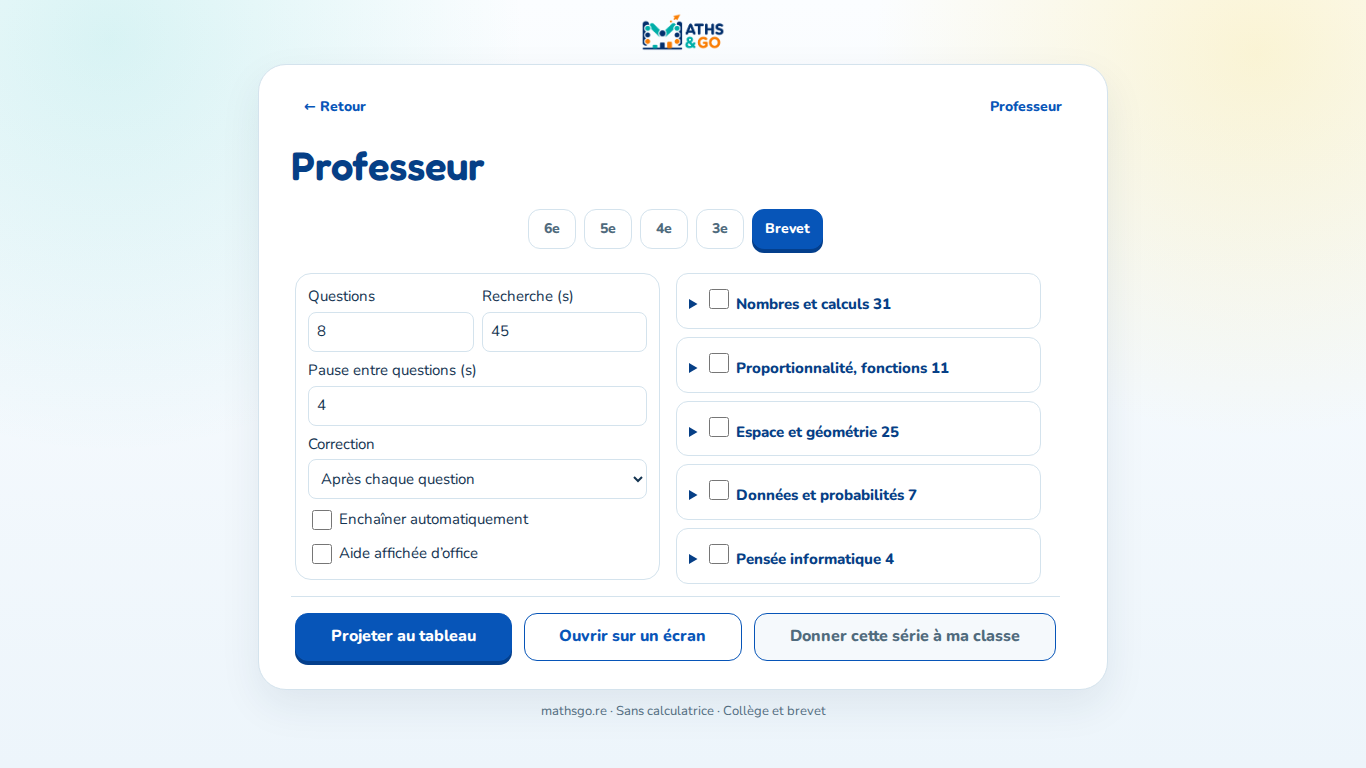 MATHS
&GO
← Retour
Professeur
Professeur
6e
5e
4e
3e
Brevet
Questions
Recherche (s)
8
45
Pause entre questions (s)
4
Correction
Après chaque question
Enchaîner automatiquement
Aide affichée d’office
Nombres et calculs 31
Proportionnalité, fonctions 11
Espace et géométrie 25
Données et probabilités 7
Pensée informatique 4
Projeter au tableau
Ouvrir sur un écran
Donner cette série à ma classe
mathsgo.re · Sans calculatrice · Collège et brevet